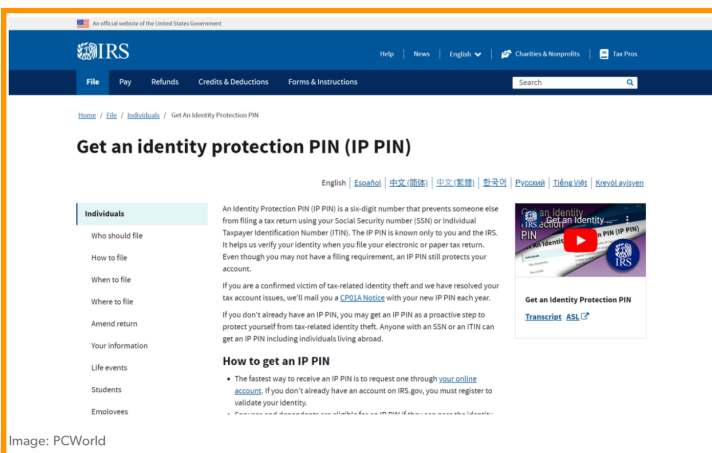 An official website of the United States Government
IRS
Help
News
English
Charities & Nonprofits
Tax Pros
File
Pay
Refunds
Credits & Deductions
Forms & Instructions
Search
Home / File / Individuals / Get An Identity Protection PIN
Get an identity protection PIN (IP PIN)
English | Español | 中文 (简体) | 中文 (繁體) | 한국어 | Русский | Tiếng Việt | Kreyòl ayisyen
Individuals
Who should file
How to file
When to file
Where to file
Amend return
Your information
Life events
Students
Employees
An Identity Protection PIN (IP PIN) is a six-digit number that prevents someone else
from filing a tax return using your Social Security number (SSN) or Individual
Taxpayer Identification Number (ITIN). The IP PIN is known only to you and the IRS.
It helps us verify your identity when you file your electronic or paper tax return.
Even though you may not have a filing requirement, an IP PIN still protects your
account.
If you are a confirmed victim of tax-related identity theft and we have resolved your
tax account issues, we'll mail you a CP01A Notice with your new IP PIN each year.
If you don't already have an IP PIN, you may get an IP PIN as a proactive step to
protect yourself from tax-related identity theft. Anyone with an SSN or an ITIN can
get an IP PIN including individuals living abroad.
How to get an IP PIN
• The fastest way to receive an IP PIN is to request one through your online
account. If you don't already have an account on IRS.gov, you must register to
validate your identity.
Get an Identity
PIN
IRS
Get an Identity Protection PIN
Transcript ASL
Image: PCWorld